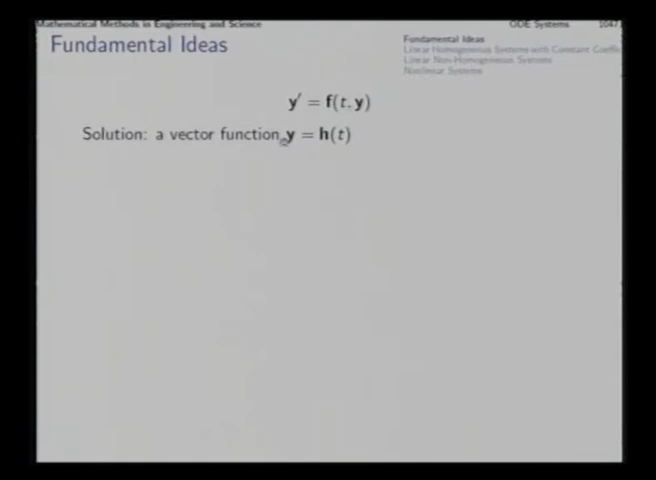 Mathematical Methods in Engineering and Science
ODE Systems
1047,
Fundamental Ideas
Fundamental Ideas
Linear Homogeneous Systems with Constant Coeffic
Linear Non-Homogeneous Systems
Nonlinear Systems
y′ = f(t, y)
Solution: a vector function y = h(t)